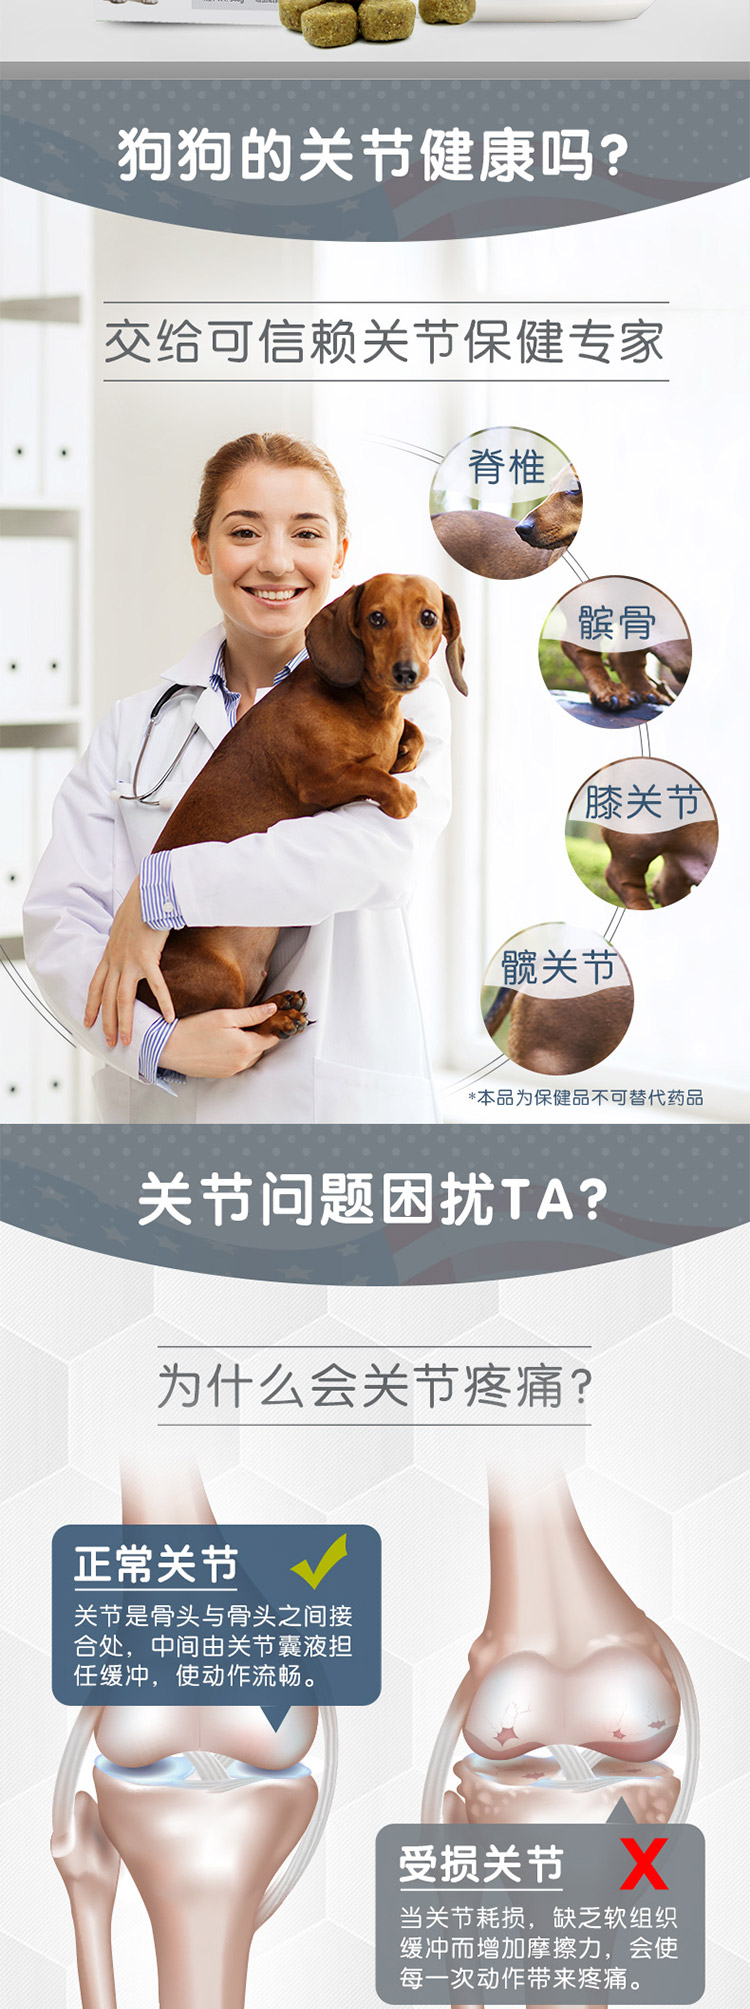 狗狗的关节健康吗?
交给可信赖关节保健专家
脊椎
髌骨
膝关节
髋关节
*本品为保健品不可替代药品
关节问题困扰TA?
为什么会关节疼痛?
正常关节
关节是骨头与骨头之间接
合处，中间由关节囊液担
任缓冲，使动作流畅。
受损关节
X
当关节耗损，缺乏软组织
缓冲而增加摩擦力，会使
每一次动作带来疼痛。